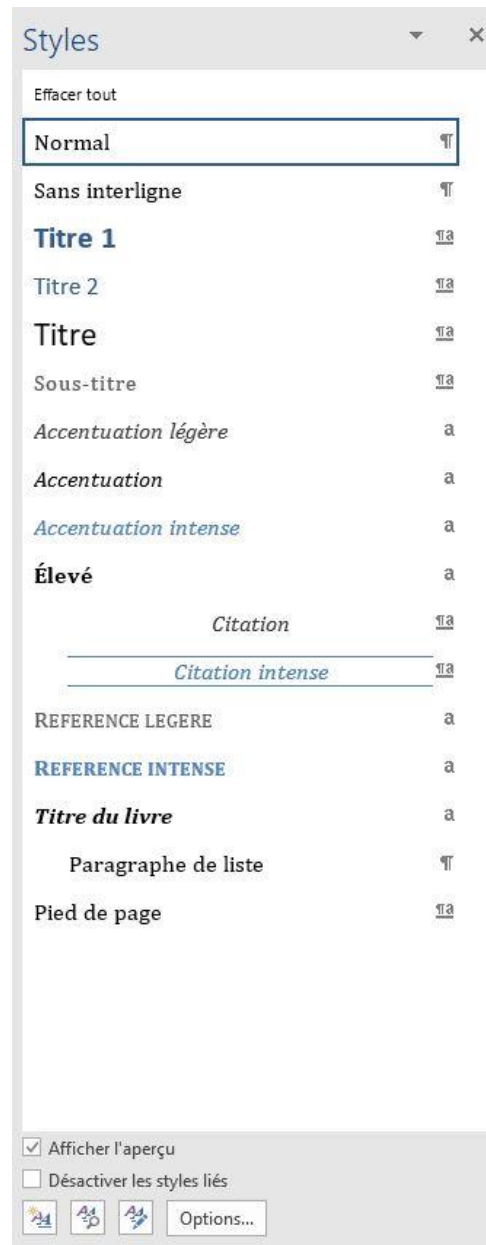 Styles
Effacer tout
Normal ¶
Sans interligne ¶
Titre 1 ¶a
Titre 2 ¶a
Titre ¶a
Sous-titre ¶a
Accentuation légère a
Accentuation a
Accentuation intense a
Élevé a
Citation ¶a
Citation intense ¶a
REFERENCE LEGERE a
REFERENCE INTENSE a
Titre du livre a
Paragraphe de liste ¶
Pied de page ¶a
Afficher l'aperçu
Désactiver les styles liés
Options...